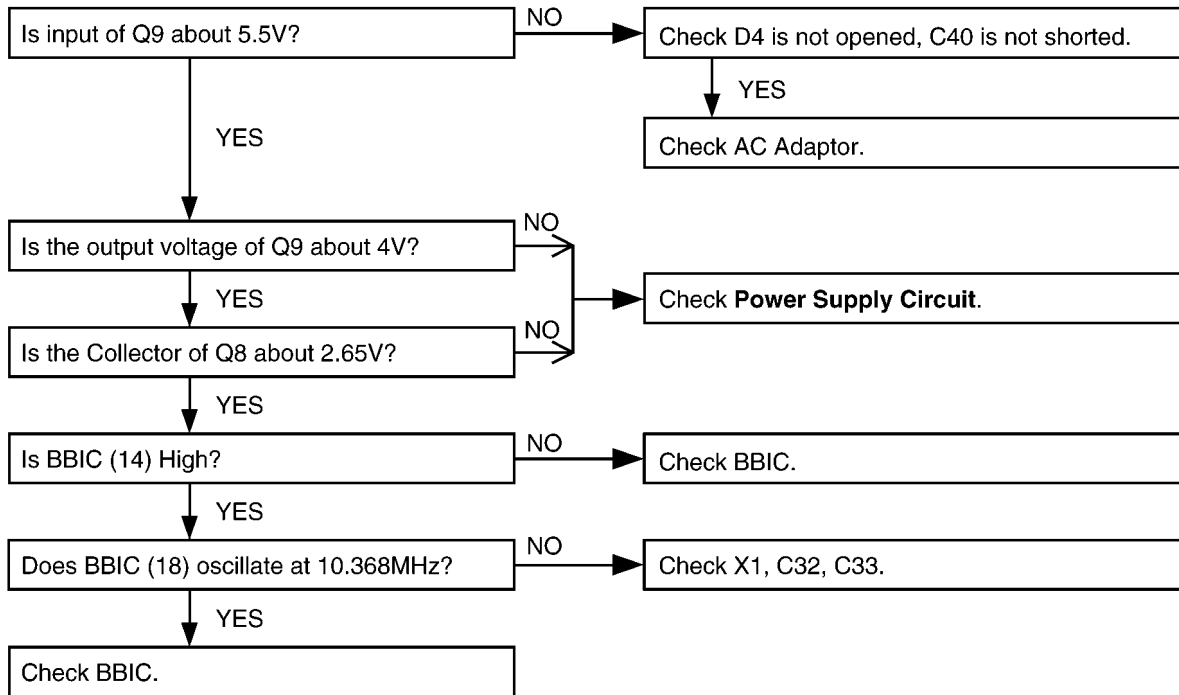 Is input of Q9 about 5.5V?
NO
Check D4 is not opened, C40 is not shorted.
YES
Check AC Adaptor.
YES
Is the output voltage of Q9 about 4V?
NO
YES
Check Power Supply Circuit.
Is the Collector of Q8 about 2.65V?
NO
YES
Is BBIC (14) High?
NO
Check BBIC.
YES
Does BBIC (18) oscillate at 10.368MHz?
NO
Check X1, C32, C33.
YES
Check BBIC.